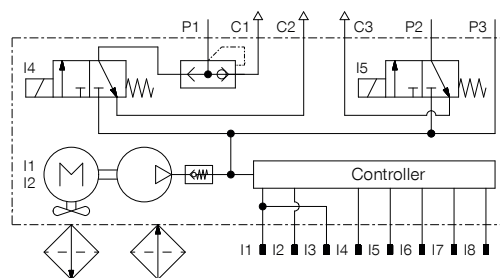 P1 C1 C2 C3 P2 P3
I4 I5
I1 M
I2
Controller
I1 I2 I3 I4 I5 I6 I7 I8